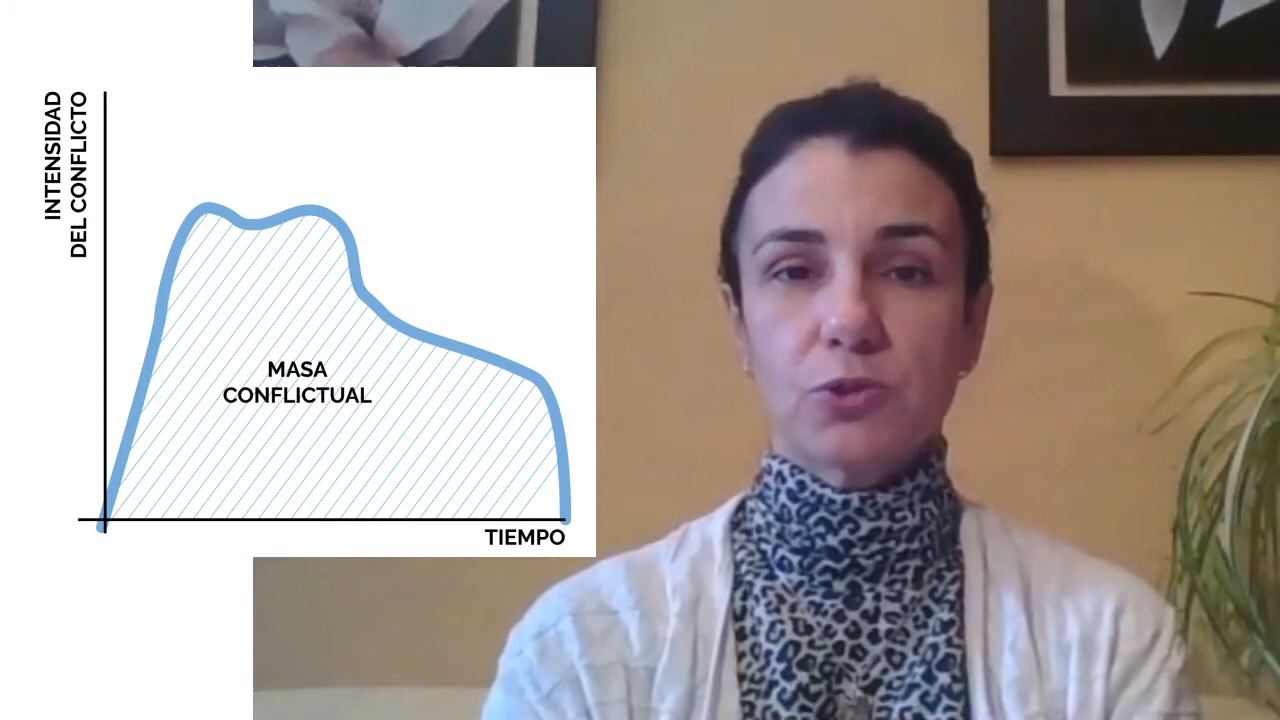 INTENSIDAD
DEL CONFLICTO
MASA
CONFLICTUAL
TIEMPO